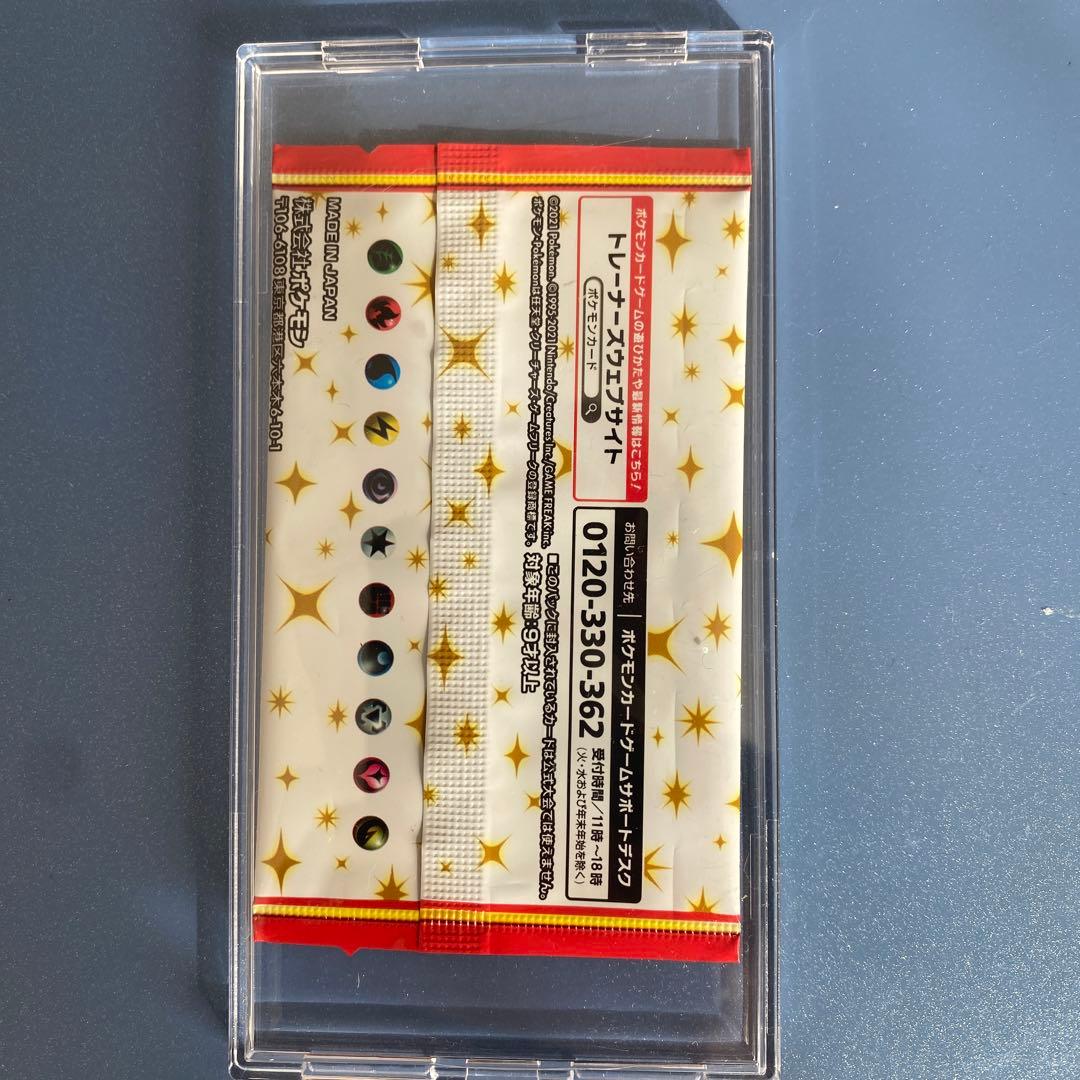 ポケモンカードゲームの遊びかたや最新情報はこちら!
トレーナーズウェブサイト
ポケモンカード
お問い合わせ先
ポケモンカードゲームサポートデスク
0120-330-362
受付時間/11時~18時
(火・水および年末年始を除く)
©2021 Pokémon. ©1995-2021 Nintendo/Creatures Inc./GAME FREAK inc.
ポケモン・Pokémonは任天堂・クリーチャーズ・ゲームフリークの登録商標です。
■このパックに封入されているカードは公式大会では使えません。
対象年齢:9才以上
MADE IN JAPAN
株式会社ポケモン
〒106-6108 東京都港区六本木6-10-1